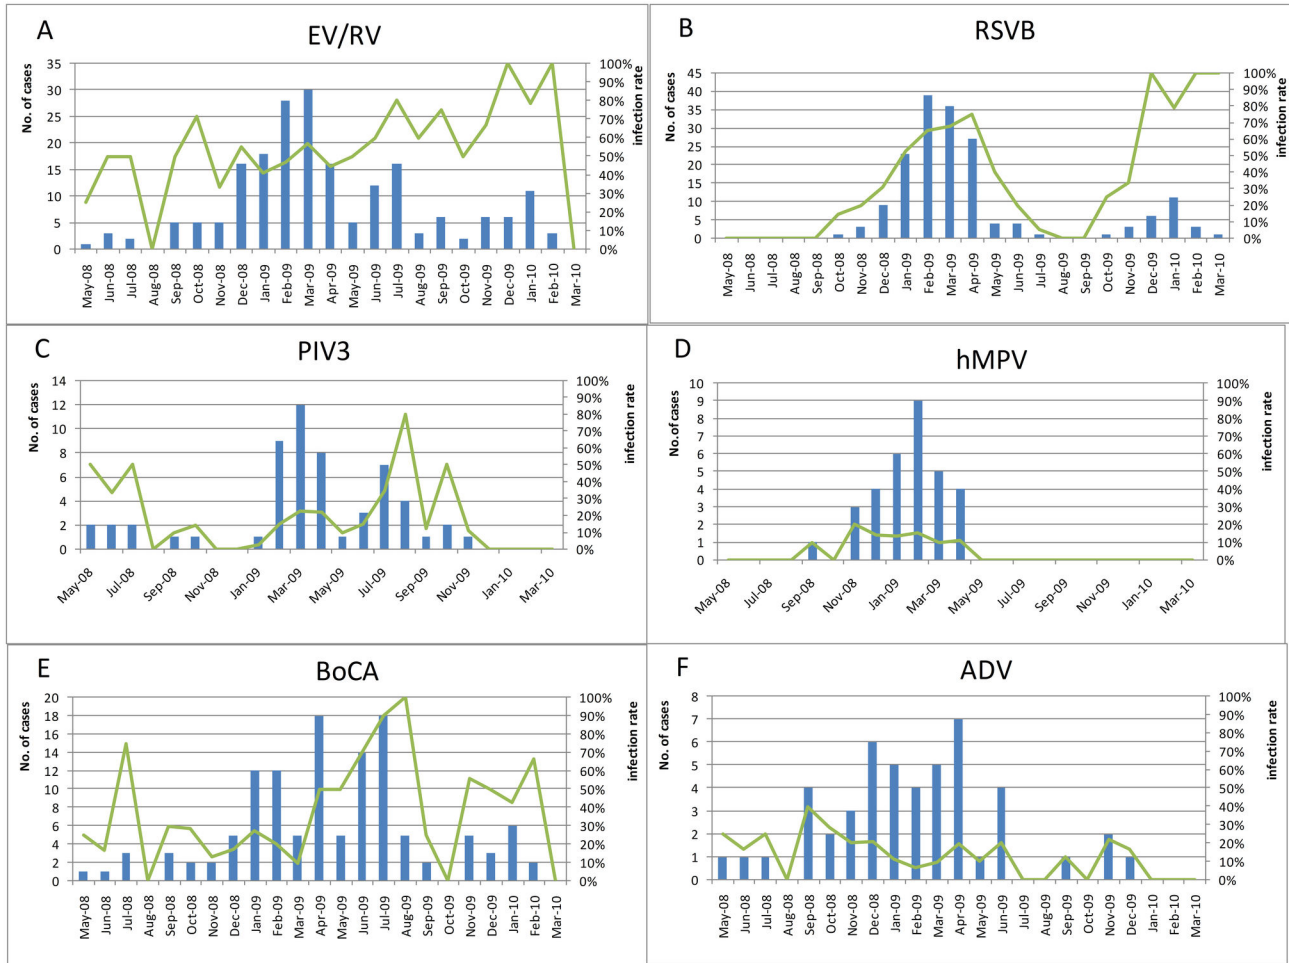 A
EV/RV
No. of cases
35
30
25
20
15
10
5
0
100%
90%
80%
70%
60%
50%
40%
30%
20%
10%
0%
infection rate
May-08
Jun-08
Jul-08
Aug-08
Sep-08
Oct-08
Nov-08
Dec-08
Jan-09
Feb-09
Mar-09
Apr-09
May-09
Jun-09
Jul-09
Aug-09
Sep-09
Oct-09
Nov-09
Dec-09
Jan-10
Feb-10
Mar-10
B
RSVB
No. of cases
45
40
35
30
25
20
15
10
5
0
100%
90%
80%
70%
60%
50%
40%
30%
20%
10%
0%
infection rate
May-08
Jun-08
Jul-08
Aug-08
Sep-08
Oct-08
Nov-08
Dec-08
Jan-09
Feb-09
Mar-09
Apr-09
May-09
Jun-09
Jul-09
Aug-09
Sep-09
Oct-09
Nov-09
Dec-09
Jan-10
Feb-10
Mar-10
C
PIV3
No. of cases
14
12
10
8
6
4
2
0
100%
90%
80%
70%
60%
50%
40%
30%
20%
10%
0%
infection rate
May-08
Jul-08
Sep-08
Nov-08
Jan-09
Mar-09
May-09
Jul-09
Sep-09
Nov-09
Jan-10
Mar-10
D
hMPV
No. of cases
10
9
8
7
6
5
4
3
2
1
0
100%
90%
80%
70%
60%
50%
40%
30%
20%
10%
0%
infection rate
May-08
Jul-08
Sep-08
Nov-08
Jan-09
Mar-09
May-09
Jul-09
Sep-09
Nov-09
Jan-10
Mar-10
E
BoCA
No. of cases
20
18
16
14
12
10
8
6
4
2
0
100%
90%
80%
70%
60%
50%
40%
30%
20%
10%
0%
infection rate
May-08
Jun-08
Jul-08
Aug-08
Sep-08
Oct-08
Nov-08
Dec-08
Jan-09
Feb-09
Mar-09
Apr-09
May-09
Jun-09
Jul-09
Aug-09
Sep-09
Oct-09
Nov-09
Dec-09
Jan-10
Feb-10
Mar-10
F
ADV
No. of cases
8
7
6
5
4
3
2
1
0
100%
90%
80%
70%
60%
50%
40%
30%
20%
10%
0%
infection rate
May-08
Jun-08
Jul-08
Aug-08
Sep-08
Oct-08
Nov-08
Dec-08
Jan-09
Feb-09
Mar-09
Apr-09
May-09
Jun-09
Jul-09
Aug-09
Sep-09
Oct-09
Nov-09
Dec-09
Jan-10
Feb-10
Mar-10